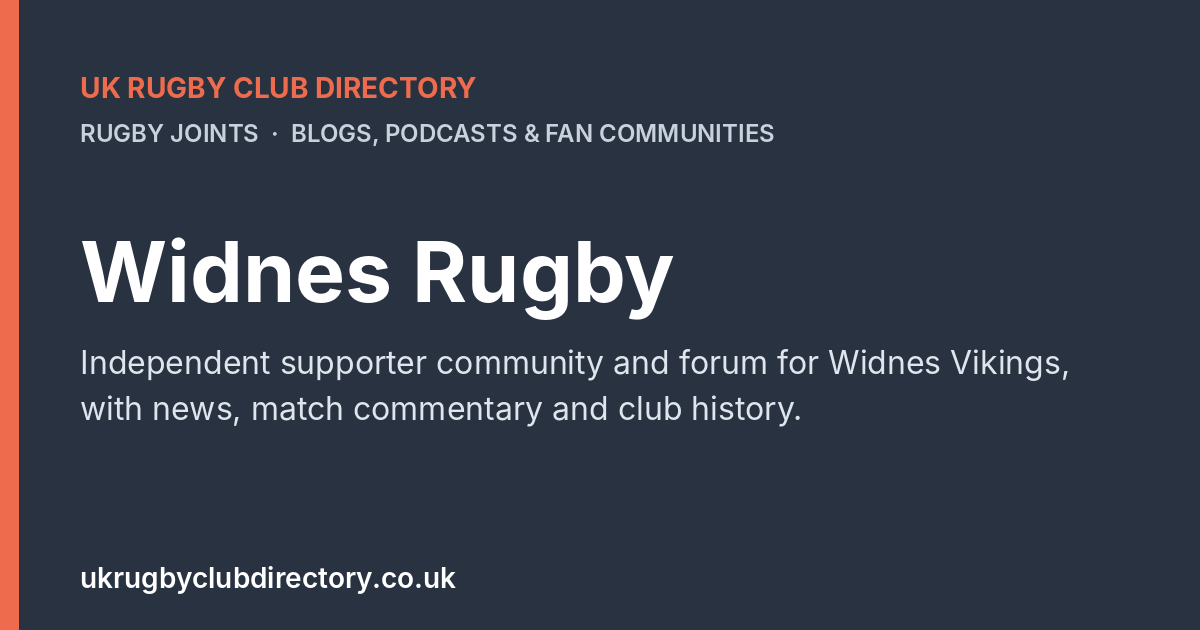 UK RUGBY CLUB DIRECTORY
RUGBY JOINTS · BLOGS, PODCASTS & FAN COMMUNITIES
Widnes Rugby
Independent supporter community and forum for Widnes Vikings,
with news, match commentary and club history.
ukrugbyclubdirectory.co.uk